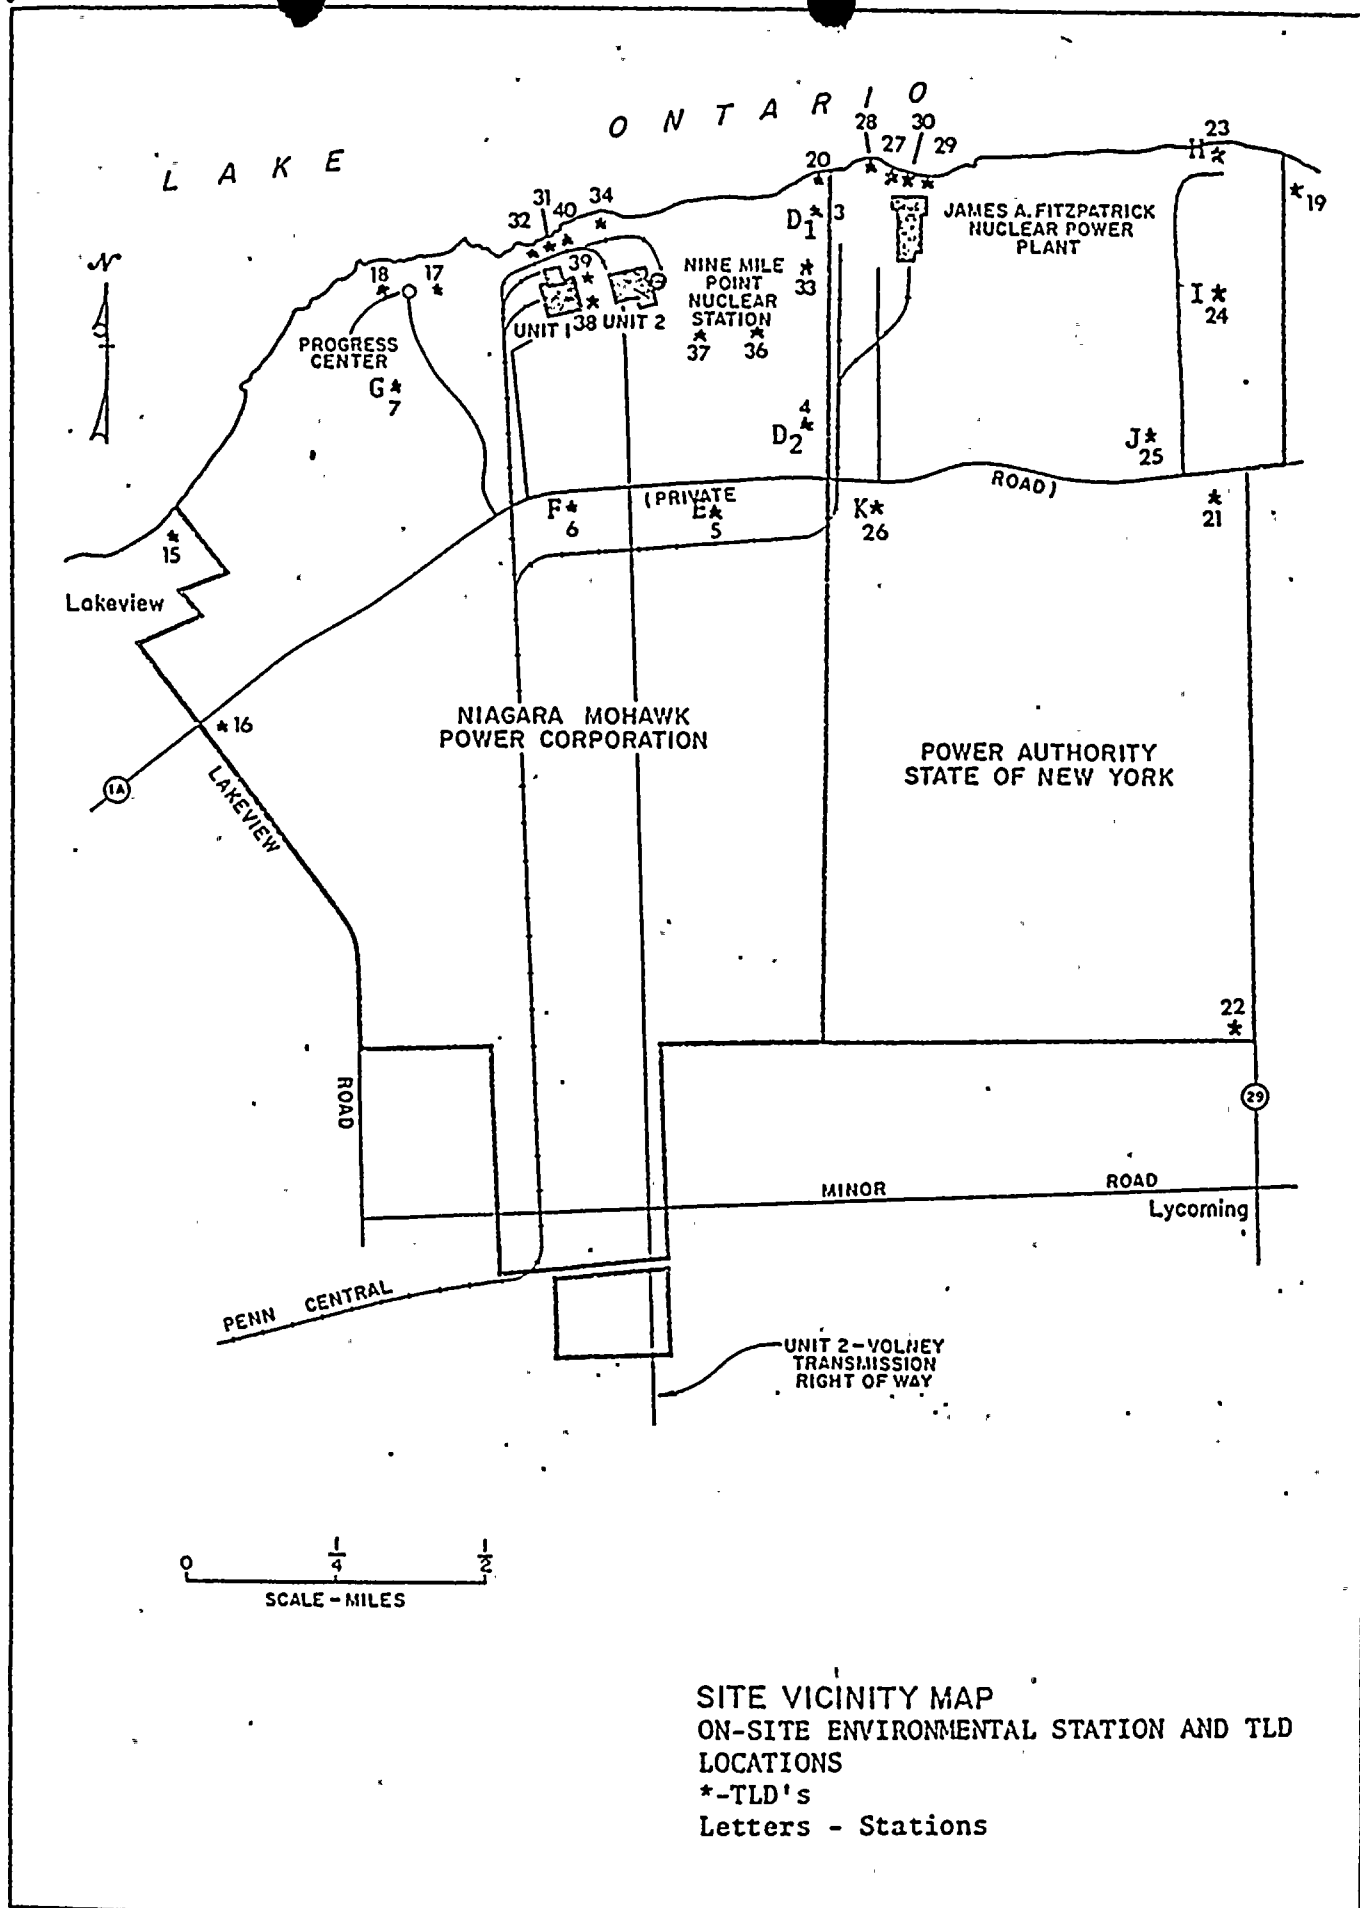 LAKE ONTARIO
28 30
27 29
23
20
H
19
31
34
32 40
D1 3
JAMES A. FITZPATRICK
NUCLEAR POWER
PLANT
N
18 17
39
NINE MILE
POINT
NUCLEAR
STATION
33
I
24
UNIT 1 38 UNIT 2
37 36
PROGRESS
CENTER
G
7
4
D2
J
25
(PRIVATE ROAD)
F
6
E
5
K
26
21
15
Lakeview
16
1A
NIAGARA MOHAWK
POWER CORPORATION
POWER AUTHORITY
STATE OF NEW YORK
LAKEVIEW
ROAD
22
29
MINOR ROAD
Lycoming
PENN CENTRAL
UNIT 2-VOLNEY
TRANSMISSION
RIGHT OF WAY
0 1/4 1/2
SCALE-MILES
SITE VICINITY MAP
ON-SITE ENVIRONMENTAL STATION AND TLD
LOCATIONS
*-TLD's
Letters - Stations